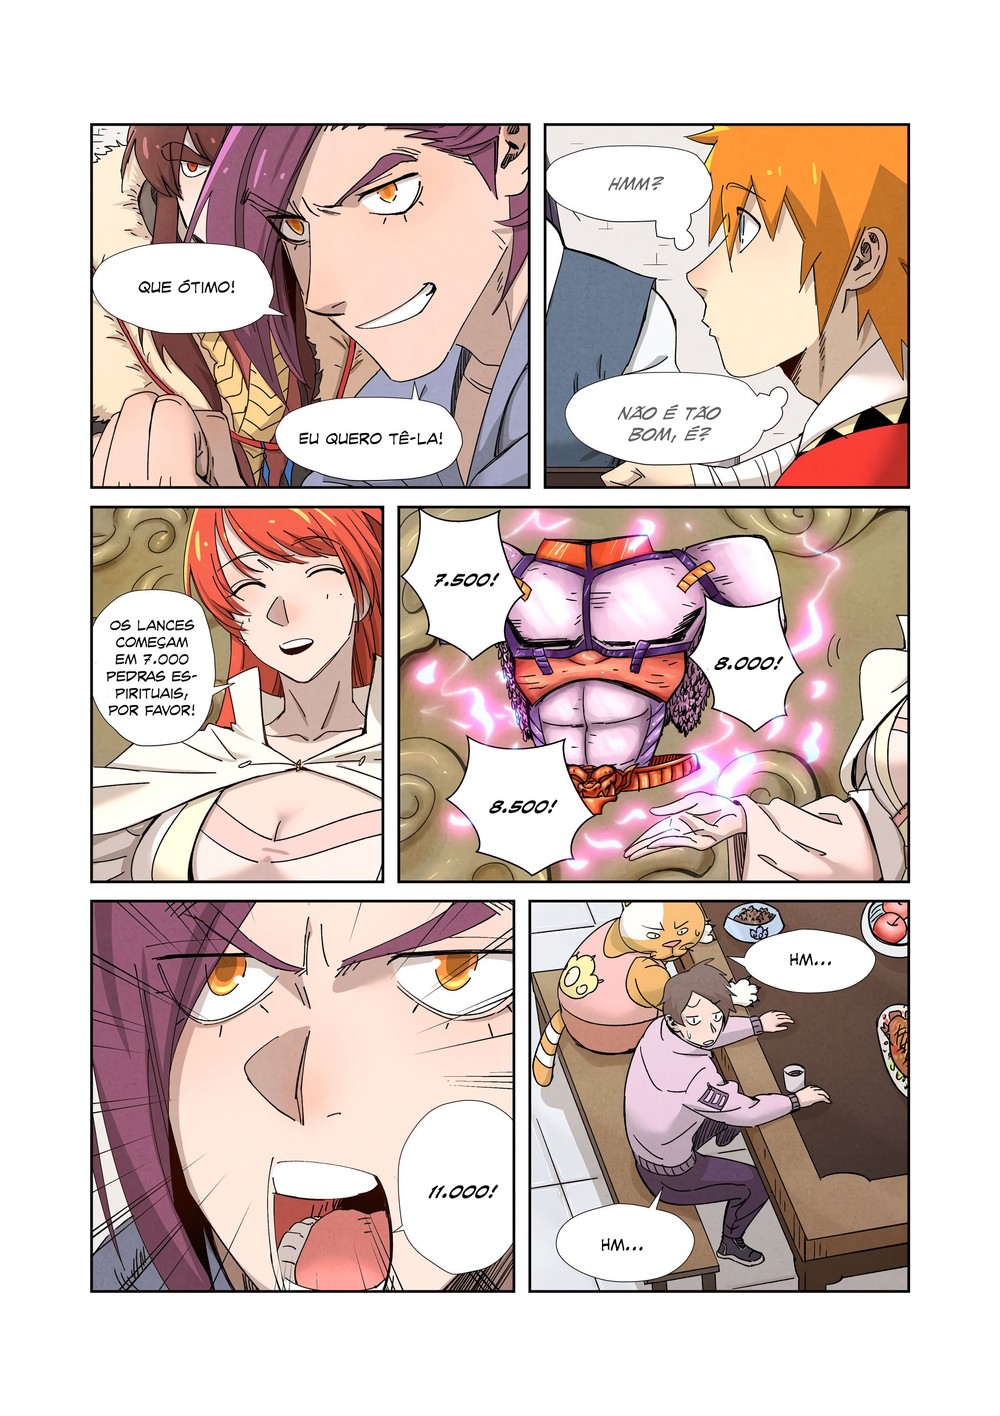 QUE ÓTIMO!
EU QUERO TÊ-LA!
HMM?
NÃO É TÃO
BOM, É?
OS LANCES
COMEÇAM
EM 7.000
PEDRAS ES-
PIRITUAIS,
POR FAVOR!
7.500!
8.000!
8.500!
11.000!
HM...
HM...